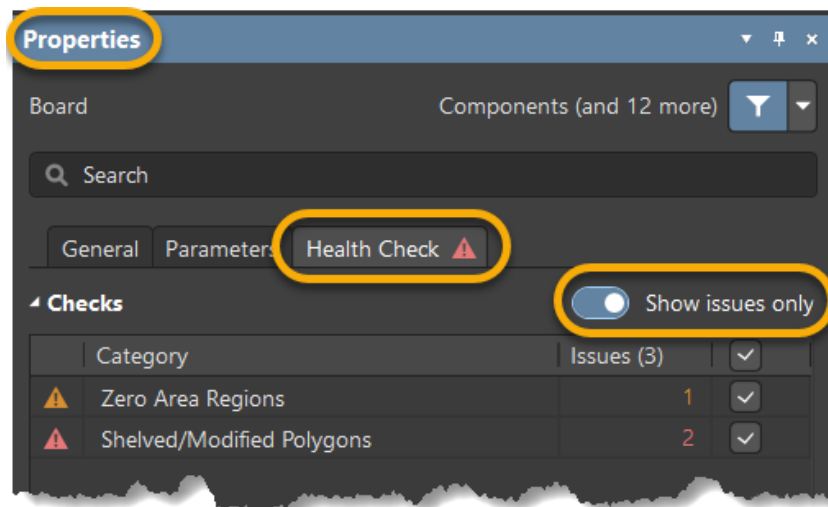 Properties
Board Components (and 12 more)
Search
General Parameters Health Check
Checks Show issues only
Category Issues (3)
Zero Area Regions 1
Shelved/Modified Polygons 2